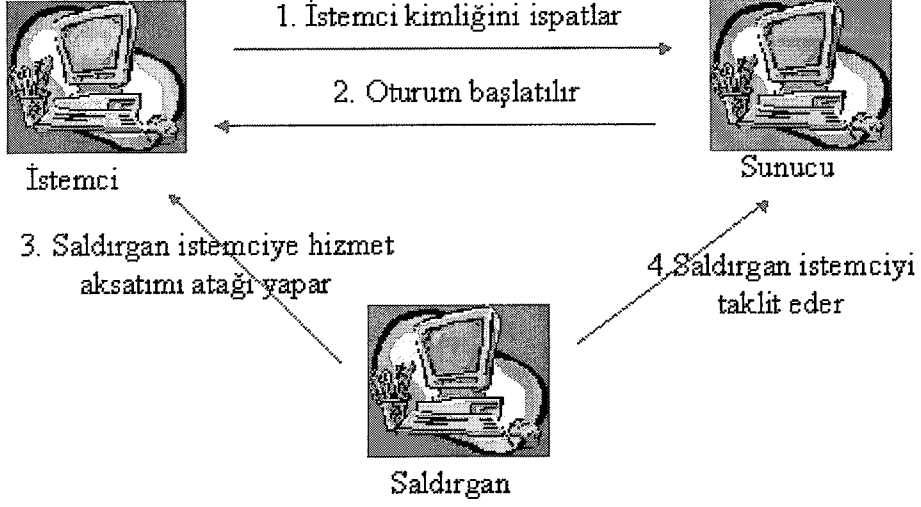 1. İstemci kimliğini ispatlar
2. Oturum başlatılır
İstemci
Sunucu
3. Saldırgan istemciye hizmet
aksatımı atağı yapar
4.Saldırgan istemciyi
taklit eder
Saldırgan